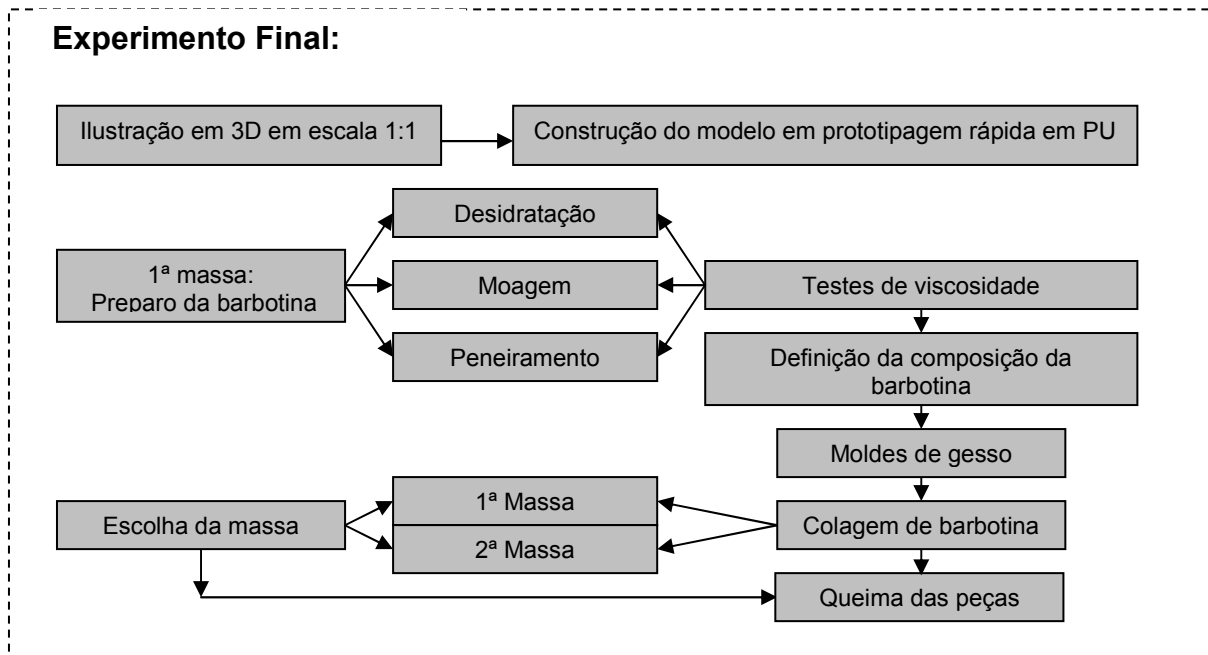 Experimento Final:
Ilustração em 3D em escala 1:1
Construção do modelo em prototipagem rápida em PU
Desidratação
1ª massa:
Preparo da barbotina
Moagem
Testes de viscosidade
Peneiramento
Definição da composição da
barbotina
Moldes de gesso
1ª Massa
Escolha da massa
Colagem de barbotina
2ª Massa
Queima das peças